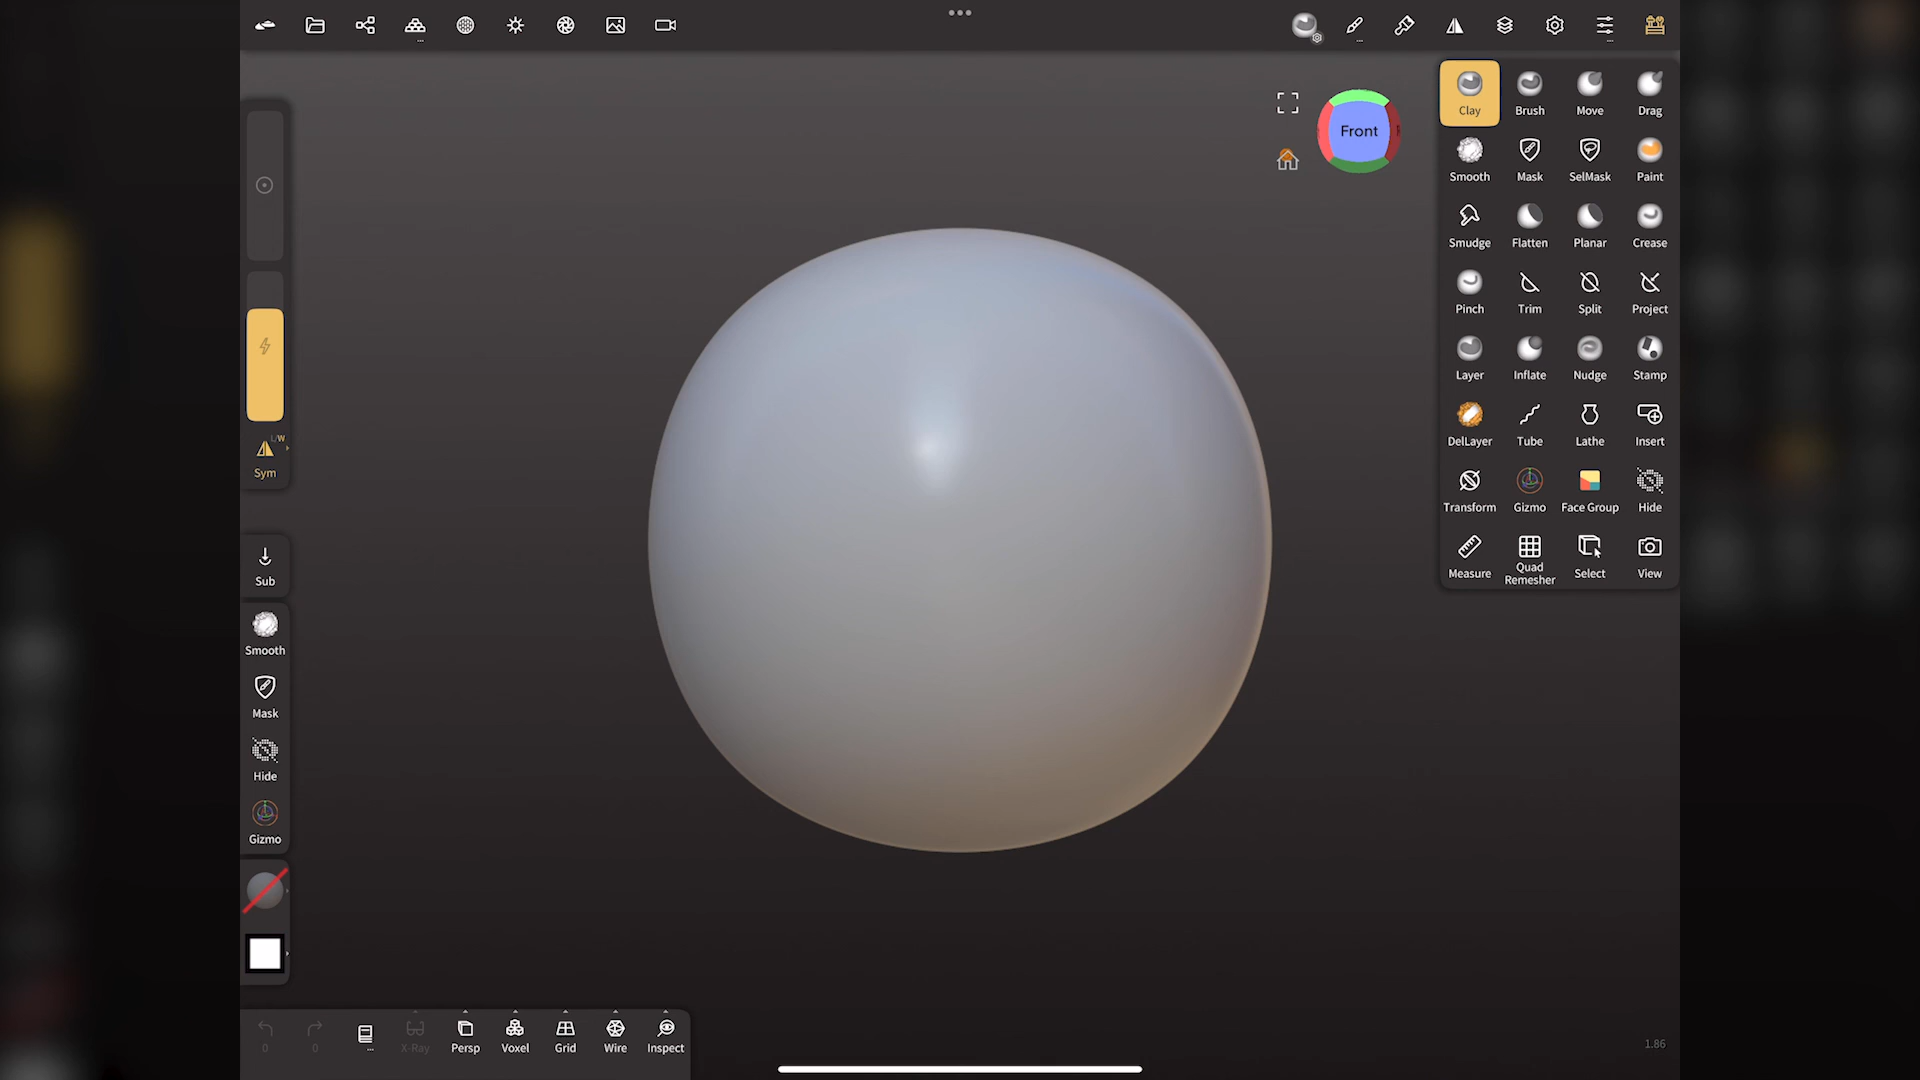 Front
Clay Brush Move Drag
Smooth Mask SelMask Paint
Smudge Flatten Planar Crease
Pinch Trim Split Project
Layer Inflate Nudge Stamp
DelLayer Tube Lathe Insert
Transform Gizmo Face Group Hide
Measure Quad Remesher Select View
L/W
Sym
Sub
Smooth
Mask
Hide
Gizmo
0 0 X-Ray Persp Voxel Grid Wire Inspect
1.86